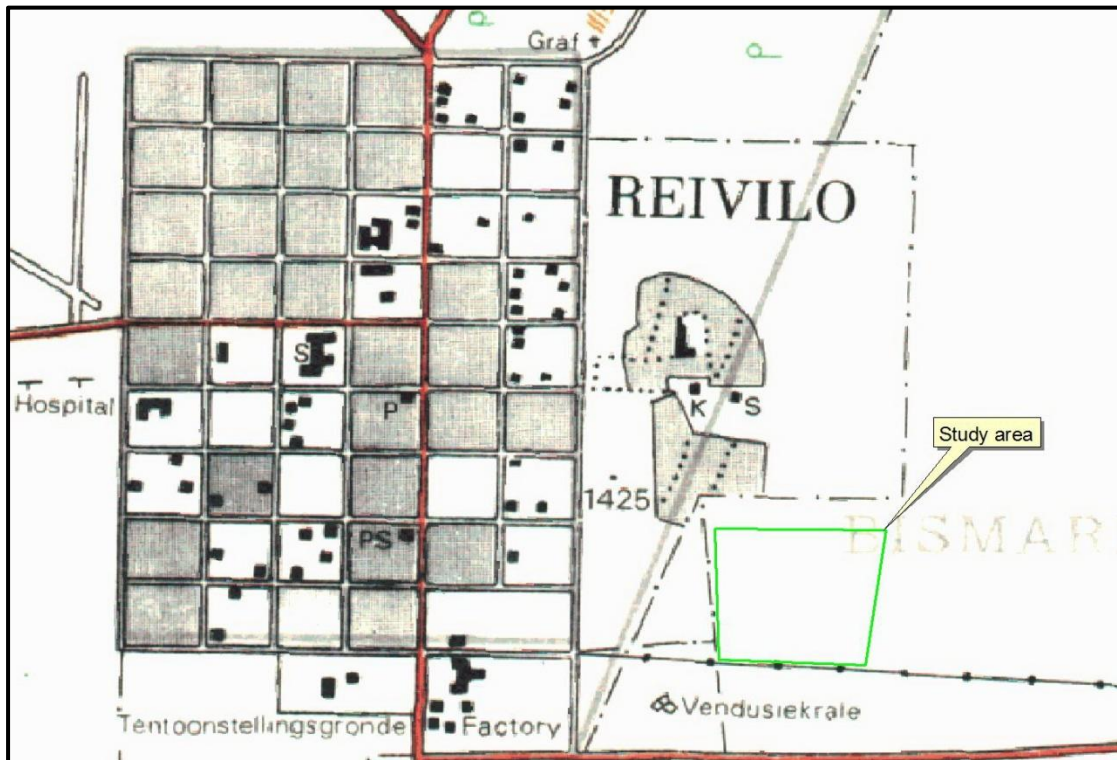 Graf
REIVILO
S
Hospital
P
K
S
Study area
1425
BISMAR
PS
Tentoonstellingsgronde
Factory
Vendusiekrale